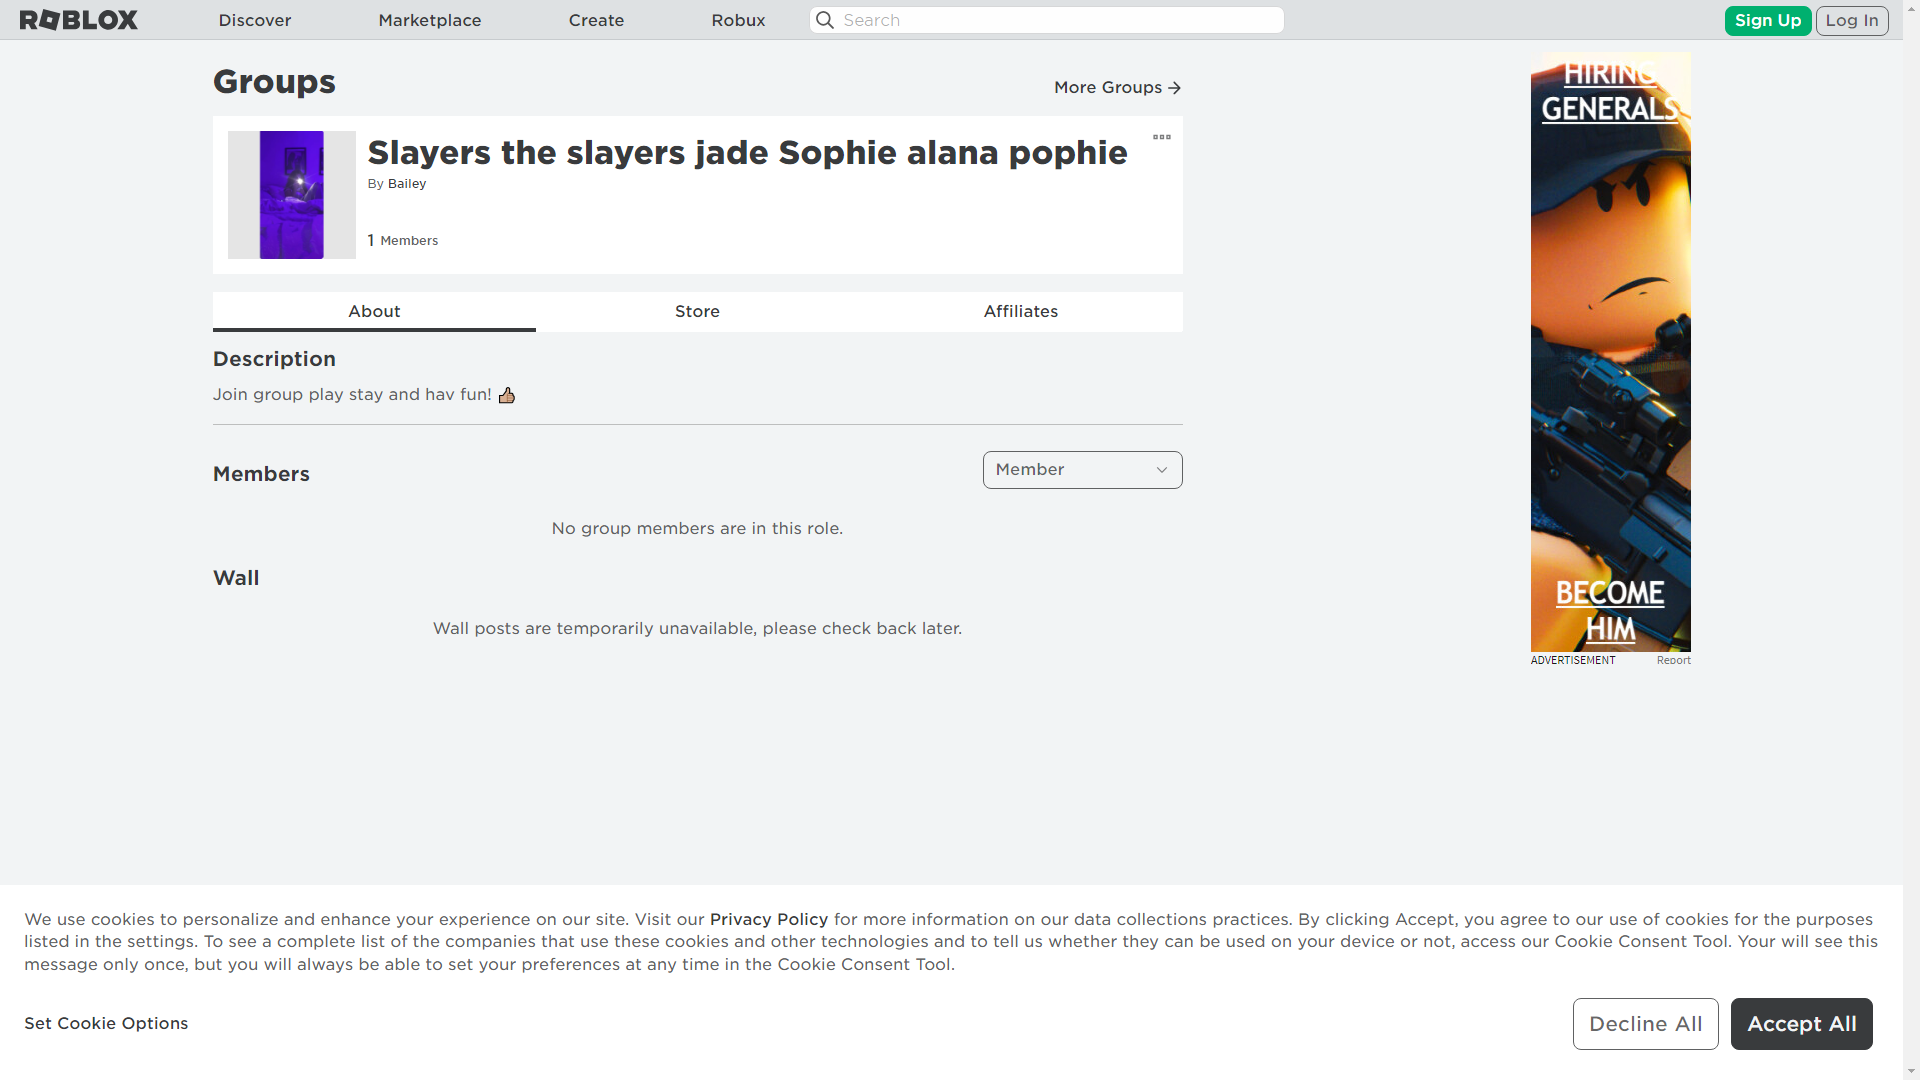 ROBLOX
Discover
Marketplace
Create
Robux
Search
Sign Up
Log In
Groups
More Groups
Slayers the slayers jade Sophie alana pophie
By Bailey
1 Members
About
Store
Affiliates
Description
Join group play stay and hav fun! 👍🏽
Members
Member
No group members are in this role.
Wall
Wall posts are temporarily unavailable, please check back later.
HIRING
GENERALS
BECOME
HIM
ADVERTISEMENT
Report
We use cookies to personalize and enhance your experience on our site. Visit our Privacy Policy for more information on our data collections practices. By clicking Accept, you agree to our use of cookies for the purposes
listed in the settings. To see a complete list of the companies that use these cookies and other technologies and to tell us whether they can be used on your device or not, access our Cookie Consent Tool. Your will see this
message only once, but you will always be able to set your preferences at any time in the Cookie Consent Tool.
Set Cookie Options
Decline All
Accept All